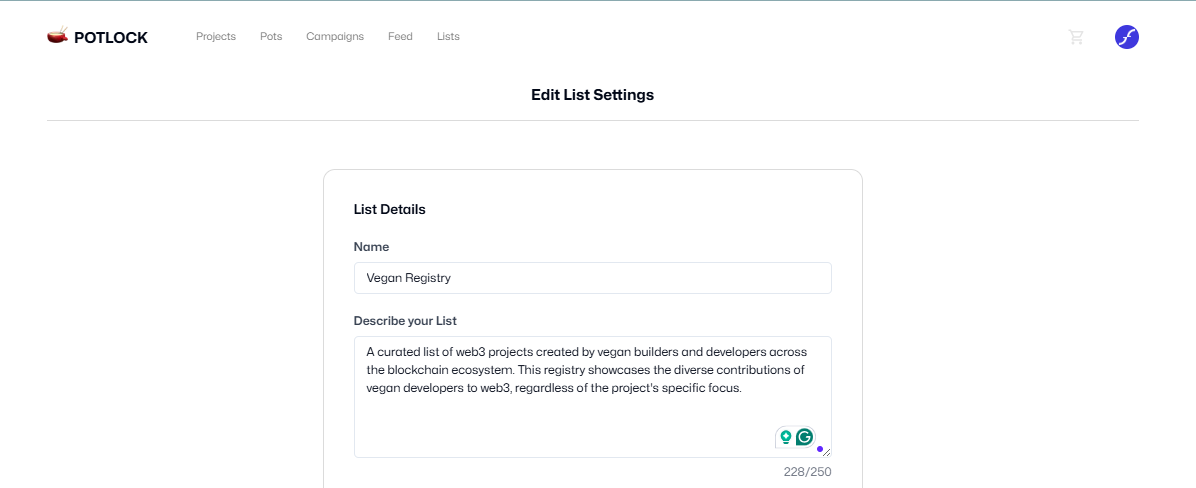 POTLOCK
Projects
Pots
Campaigns
Feed
Lists
Edit List Settings
List Details
Name
Vegan Registry
Describe your List
A curated list of web3 projects created by vegan builders and developers across
the blockchain ecosystem. This registry showcases the diverse contributions of
vegan developers to web3, regardless of the project's specific focus.
228/250